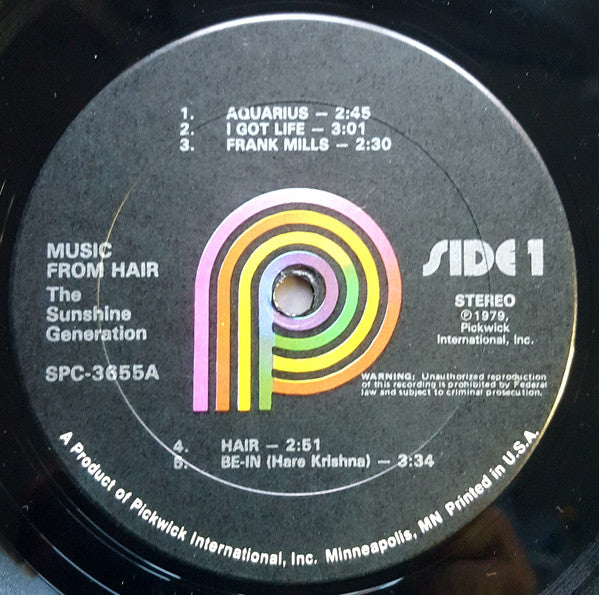 1. AQUARIUS — 2:45
2. I GOT LIFE — 3:01
3. FRANK MILLS — 2:30
MUSIC
FROM HAIR
The
Sunshine
Generation
SPC-3655A
SIDE 1
STEREO
℗1979,
Pickwick
International, Inc.
WARNING: Unauthorized reproduction
of this recording is prohibited by Federal
law and subject to criminal prosecution.
4. HAIR — 2:51
5. BE-IN (Hare Krishna) — 3:34
A Product of Pickwick International, Inc. Minneapolis, MN Printed in U.S.A.